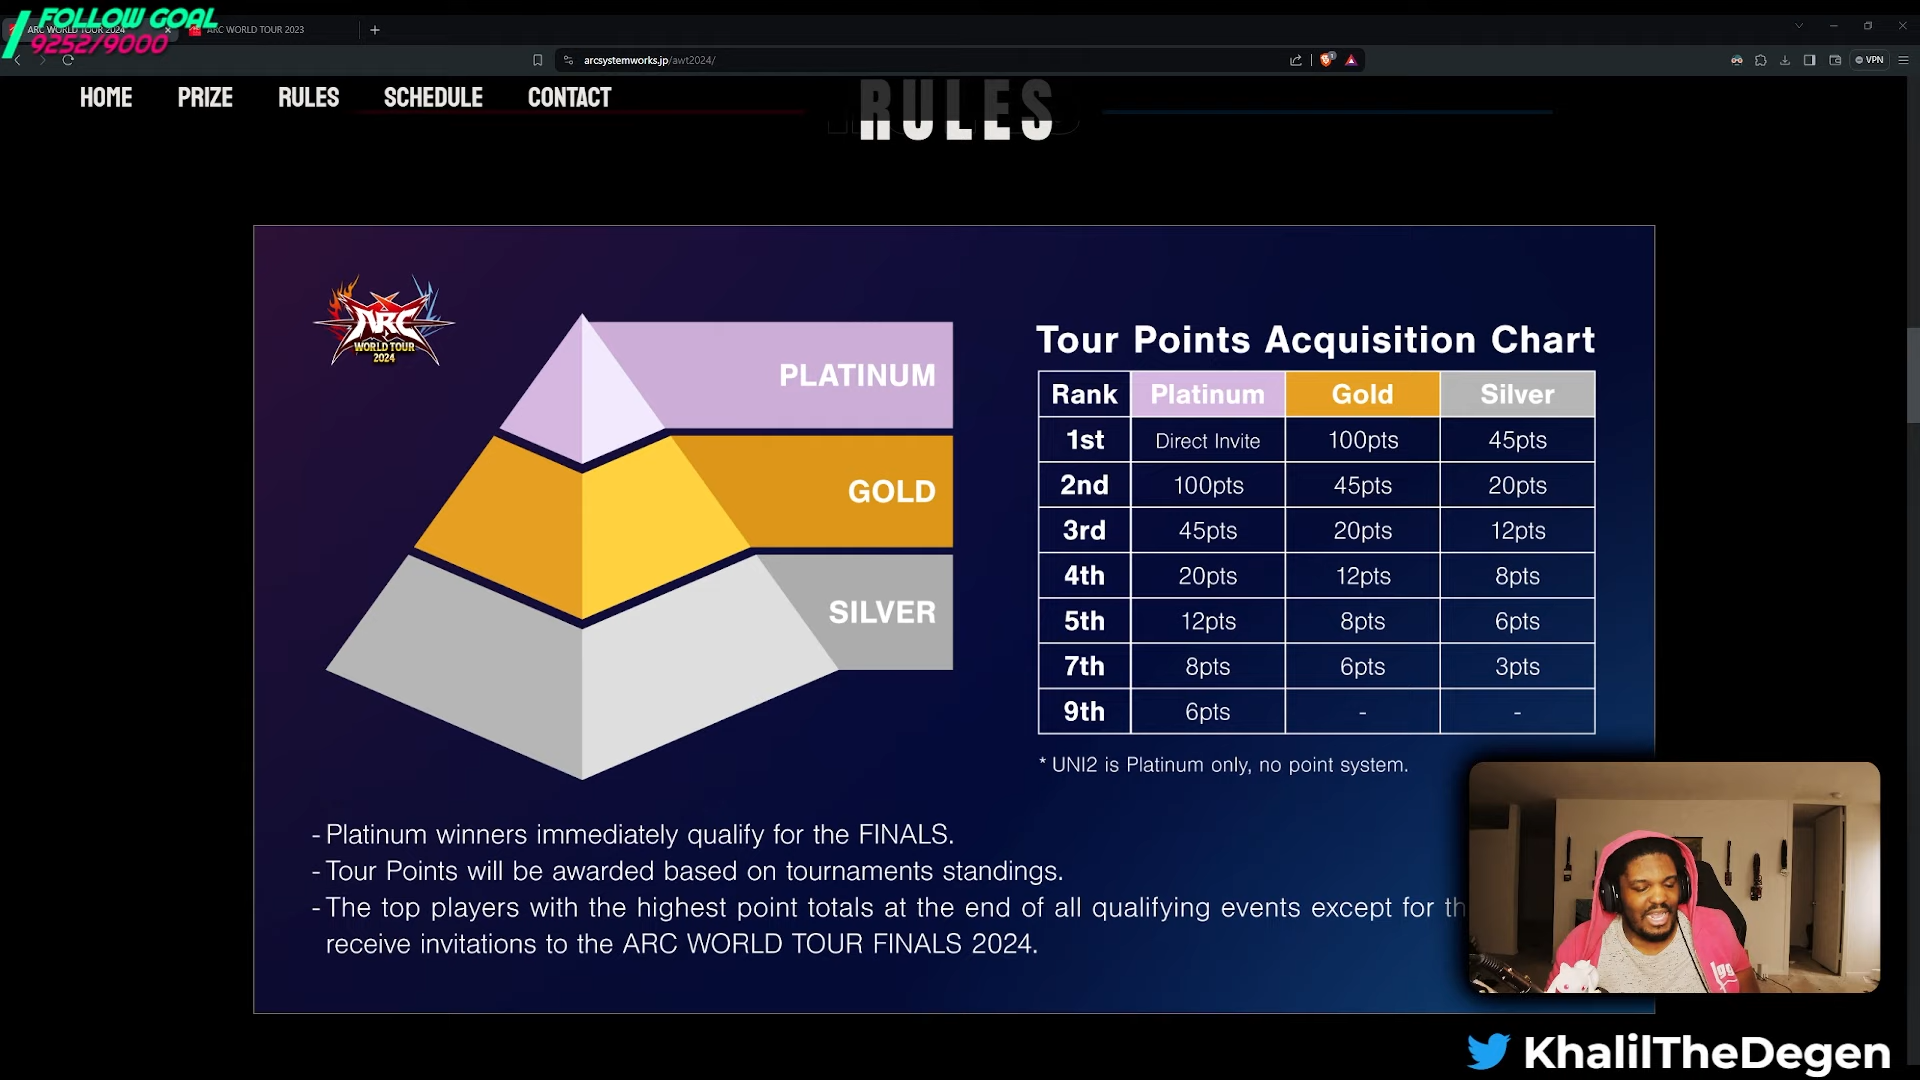 FOLLOW GOAL
9252/9000
ARC WORLD TOUR 2024
ARC WORLD TOUR 2023
arcsystemworks.jp/awt2024/
VPN
HOME PRIZE RULES SCHEDULE CONTACT
RULES
ARC
WORLD TOUR
2024
PLATINUM
GOLD
SILVER
Tour Points Acquisition Chart
Rank Platinum Gold Silver
1st Direct Invite 100pts 45pts
2nd 100pts 45pts 20pts
3rd 45pts 20pts 12pts
4th 20pts 12pts 8pts
5th 12pts 8pts 6pts
7th 8pts 6pts 3pts
9th 6pts - -
* UNI2 is Platinum only, no point system.
- Platinum winners immediately qualify for the FINALS.
- Tour Points will be awarded based on tournaments standings.
- The top players with the highest point totals at the end of all qualifying events except for th
receive invitations to the ARC WORLD TOUR FINALS 2024.
KhalilTheDegen